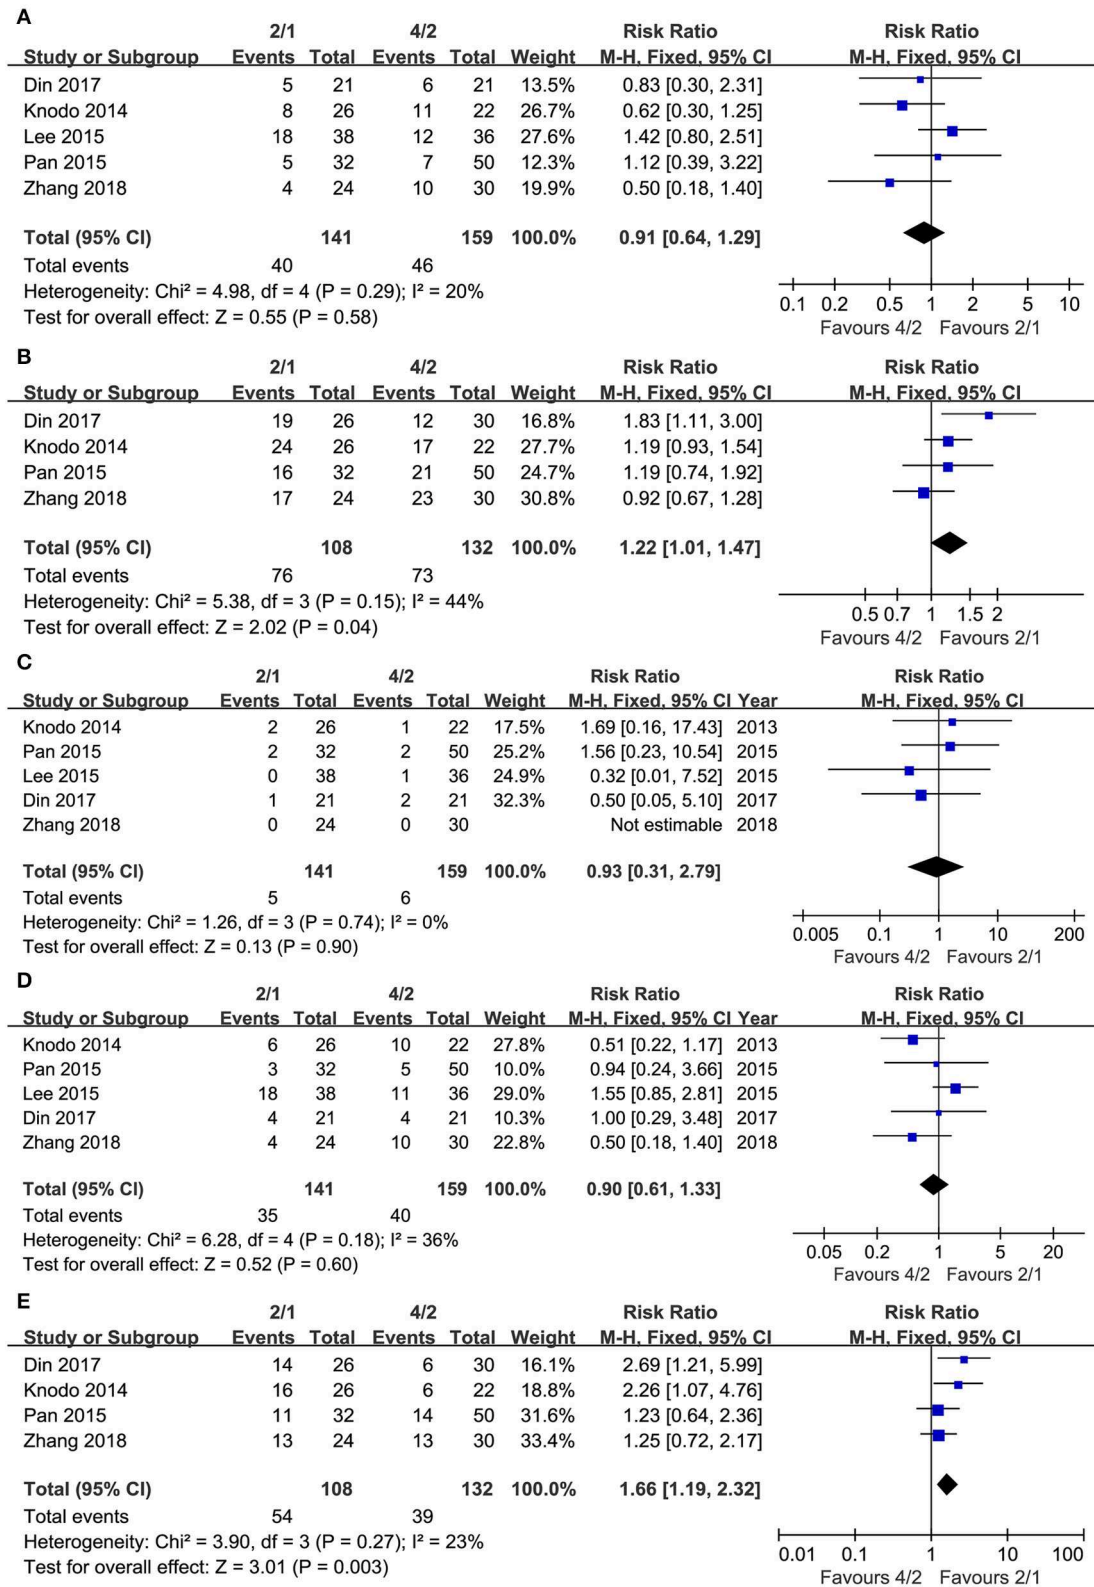 A
2/1 4/2 Risk Ratio Risk Ratio
Study or Subgroup Events Total Events Total Weight M-H, Fixed, 95% CI M-H, Fixed, 95% CI
Din 2017 5 21 6 21 13.5% 0.83 [0.30, 2.31]
Knodo 2014 8 26 11 22 26.7% 0.62 [0.30, 1.25]
Lee 2015 18 38 12 36 27.6% 1.42 [0.80, 2.51]
Pan 2015 5 32 7 50 12.3% 1.12 [0.39, 3.22]
Zhang 2018 4 24 10 30 19.9% 0.50 [0.18, 1.40]
Total (95% CI) 141 159 100.0% 0.91 [0.64, 1.29]
Total events 40 46
Heterogeneity: Chi² = 4.98, df = 4 (P = 0.29); I² = 20%
Test for overall effect: Z = 0.55 (P = 0.58)
0.1 0.2 0.5 1 2 5 10
Favours 4/2 Favours 2/1
B
2/1 4/2 Risk Ratio Risk Ratio
Study or Subgroup Events Total Events Total Weight M-H, Fixed, 95% CI M-H, Fixed, 95% CI
Din 2017 19 26 12 30 16.8% 1.83 [1.11, 3.00]
Knodo 2014 24 26 17 22 27.7% 1.19 [0.93, 1.54]
Pan 2015 16 32 21 50 24.7% 1.19 [0.74, 1.92]
Zhang 2018 17 24 23 30 30.8% 0.92 [0.67, 1.28]
Total (95% CI) 108 132 100.0% 1.22 [1.01, 1.47]
Total events 76 73
Heterogeneity: Chi² = 5.38, df = 3 (P = 0.15); I² = 44%
Test for overall effect: Z = 2.02 (P = 0.04)
0.5 0.7 1 1.5 2
Favours 4/2 Favours 2/1
C
2/1 4/2 Risk Ratio Risk Ratio
Study or Subgroup Events Total Events Total Weight M-H, Fixed, 95% CI Year M-H, Fixed, 95% CI
Knodo 2014 2 26 1 22 17.5% 1.69 [0.16, 17.43] 2013
Pan 2015 2 32 2 50 25.2% 1.56 [0.23, 10.54] 2015
Lee 2015 0 38 1 36 24.9% 0.32 [0.01, 7.52] 2015
Din 2017 1 21 2 21 32.3% 0.50 [0.05, 5.10] 2017
Zhang 2018 0 24 0 30 Not estimable 2018
Total (95% CI) 141 159 100.0% 0.93 [0.31, 2.79]
Total events 5 6
Heterogeneity: Chi² = 1.26, df = 3 (P = 0.74); I² = 0%
Test for overall effect: Z = 0.13 (P = 0.90)
0.005 0.1 1 10 200
Favours 4/2 Favours 2/1
D
2/1 4/2 Risk Ratio Risk Ratio
Study or Subgroup Events Total Events Total Weight M-H, Fixed, 95% CI Year M-H, Fixed, 95% CI
Knodo 2014 6 26 10 22 27.8% 0.51 [0.22, 1.17] 2013
Pan 2015 3 32 5 50 10.0% 0.94 [0.24, 3.66] 2015
Lee 2015 18 38 11 36 29.0% 1.55 [0.85, 2.81] 2015
Din 2017 4 21 4 21 10.3% 1.00 [0.29, 3.48] 2017
Zhang 2018 4 24 10 30 22.8% 0.50 [0.18, 1.40] 2018
Total (95% CI) 141 159 100.0% 0.90 [0.61, 1.33]
Total events 35 40
Heterogeneity: Chi² = 6.28, df = 4 (P = 0.18); I² = 36%
Test for overall effect: Z = 0.52 (P = 0.60)
0.05 0.2 1 5 20
Favours 4/2 Favours 2/1
E
2/1 4/2 Risk Ratio Risk Ratio
Study or Subgroup Events Total Events Total Weight M-H, Fixed, 95% CI M-H, Fixed, 95% CI
Din 2017 14 26 6 30 16.1% 2.69 [1.21, 5.99]
Knodo 2014 16 26 6 22 18.8% 2.26 [1.07, 4.76]
Pan 2015 11 32 14 50 31.6% 1.23 [0.64, 2.36]
Zhang 2018 13 24 13 30 33.4% 1.25 [0.72, 2.17]
Total (95% CI) 108 132 100.0% 1.66 [1.19, 2.32]
Total events 54 39
Heterogeneity: Chi² = 3.90, df = 3 (P = 0.27); I² = 23%
Test for overall effect: Z = 3.01 (P = 0.003)
0.01 0.1 1 10 100
Favours 4/2 Favours 2/1